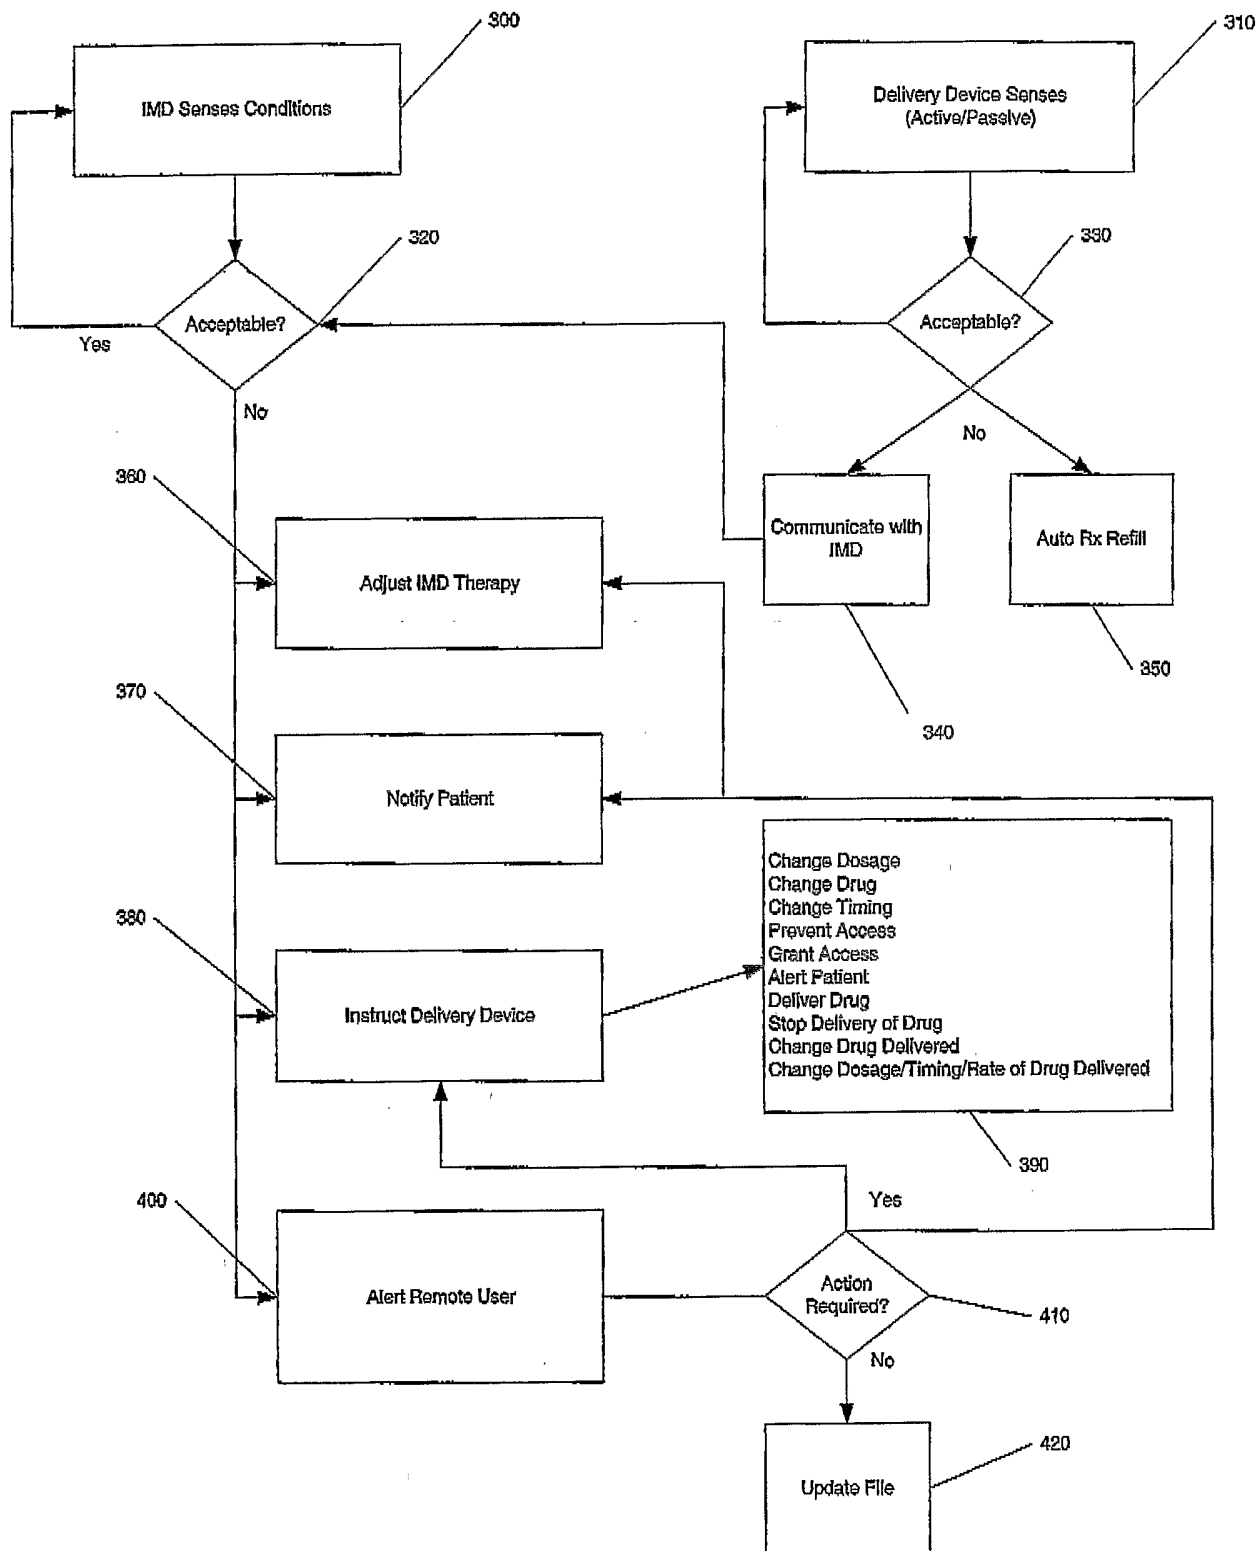 300
310
IMD Senses Conditions
Delivery Device Senses
(Active/Passive)
320
330
Acceptable?
Acceptable?
Yes
No
No
360
Communicate with
IMD
Auto Rx Refill
Adjust IMD Therapy
350
370
340
Notify Patient
Change Dosage
Change Drug
Change Timing
Prevent Access
Grant Access
Alert Patient
Deliver Drug
Stop Delivery of Drug
Change Drug Delivered
Change Dosage/Timing/Rate of Drug Delivered
380
Instruct Delivery Device
390
400
Yes
Alert Remote User
Action
Required?
410
No
420
Update File